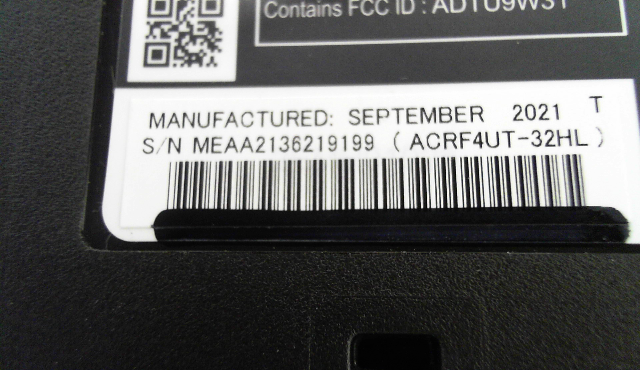 Contains FCC ID : ADTU9W31
MANUFACTURED: SEPTEMBER 2021 T
S/N MEAA2136219199 ( ACRF4UT-32HL )